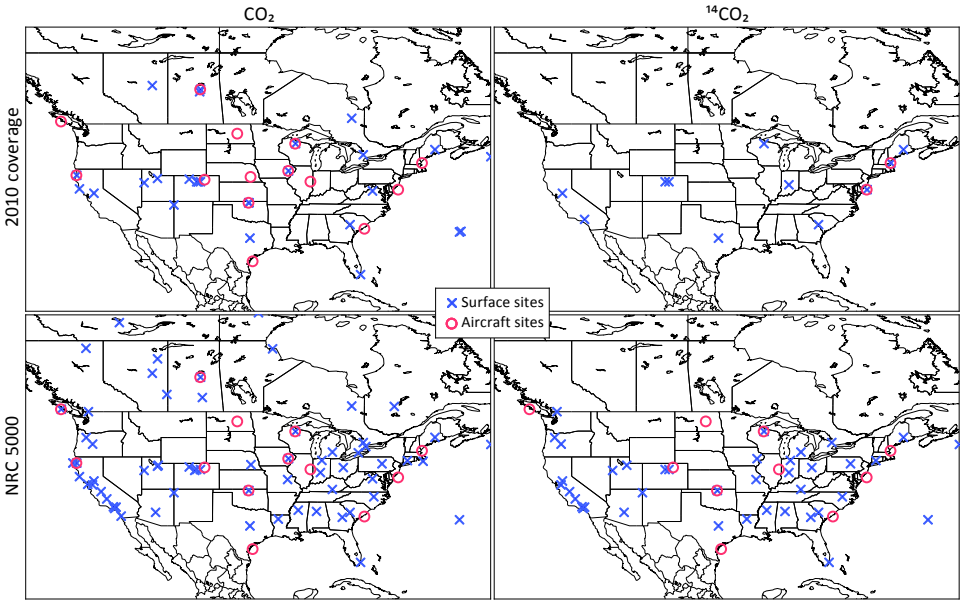 CO₂
¹⁴CO₂
2010 coverage
Surface sites
Aircraft sites
NRC 5000